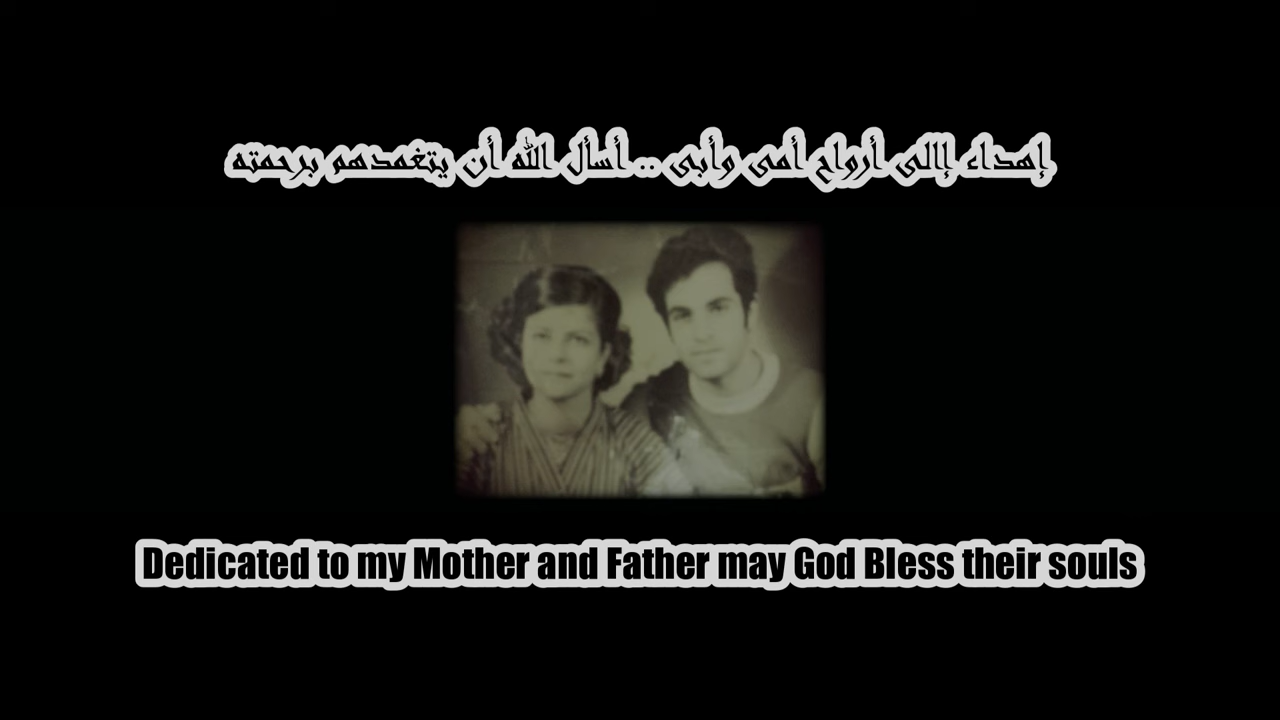 إهداء إالى أرواح أمى وأبى .. أسأل الله أن يتغمدهم برحمته
Dedicated to my Mother and Father may God Bless their souls